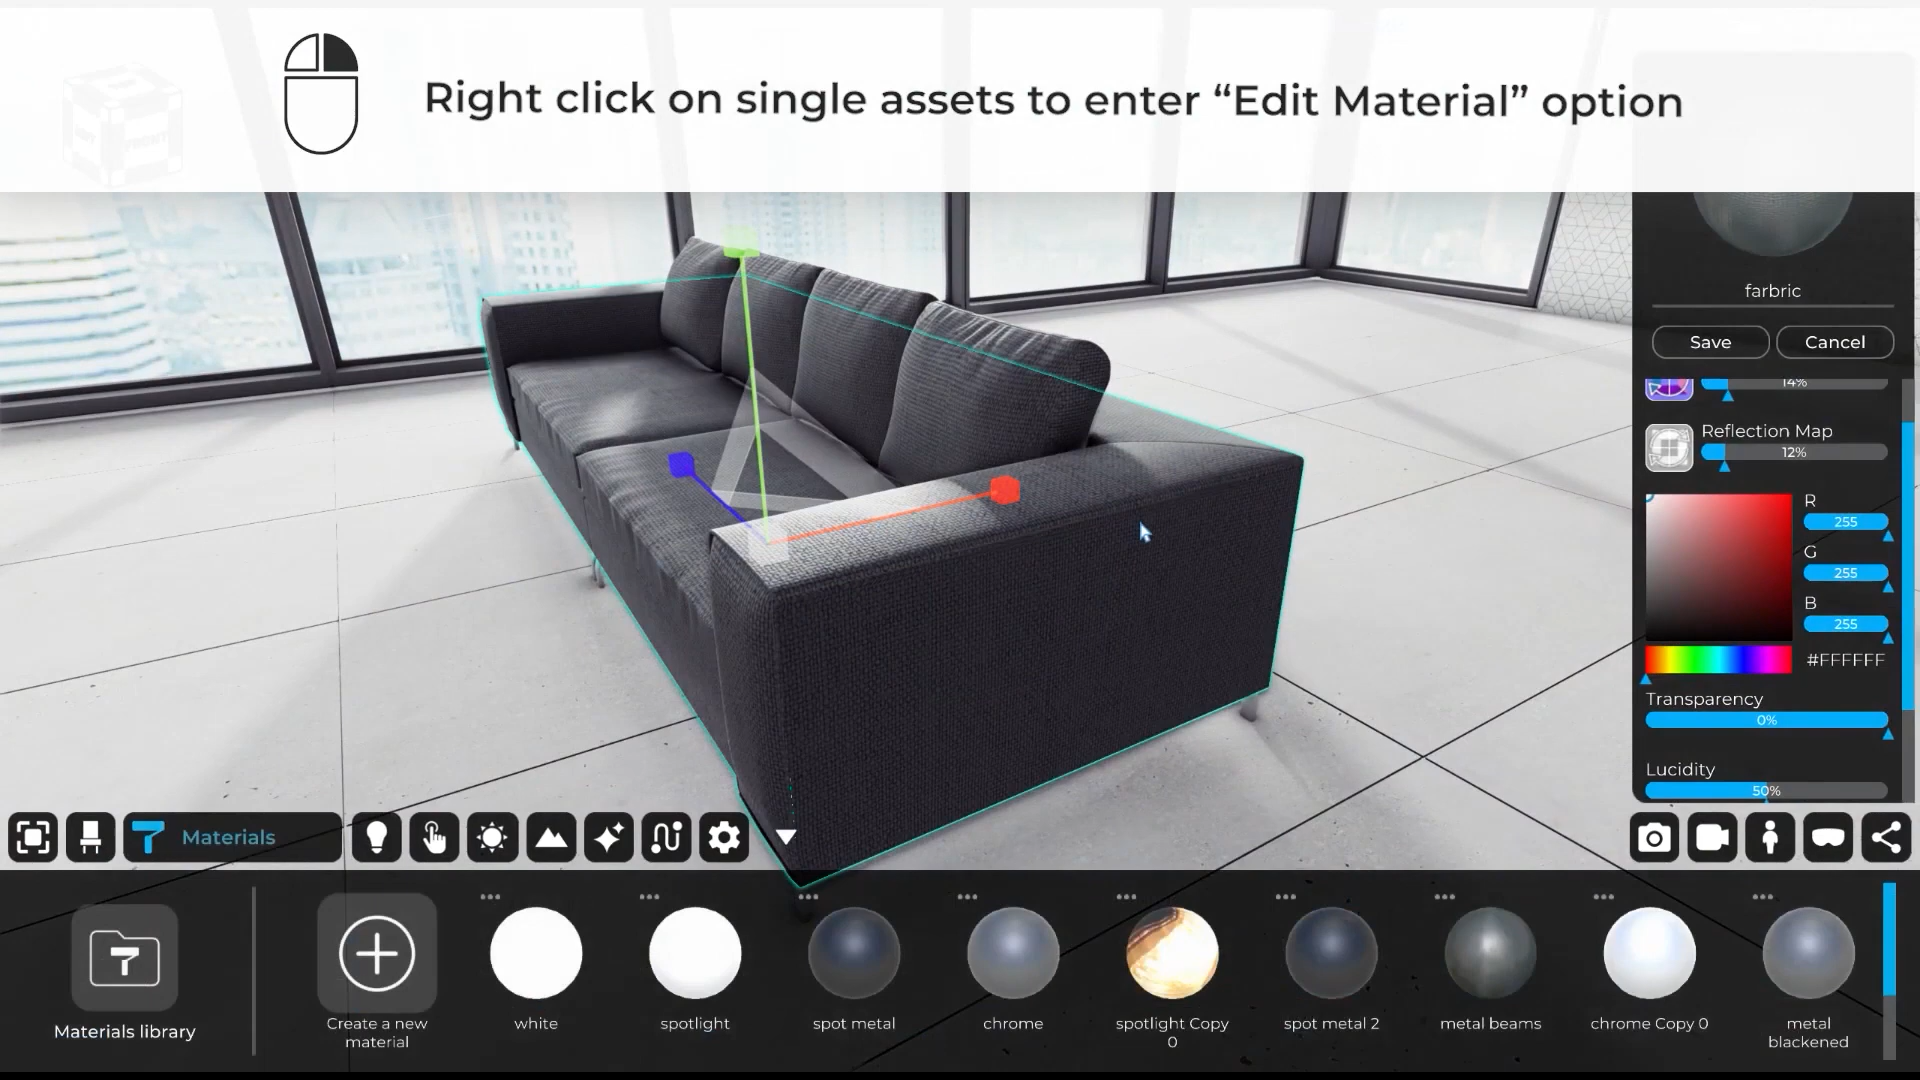 Right click on single assets to enter “Edit Material” option
farbric
Save
Cancel
14%
Reflection Map
12%
R
255
G
255
B
255
#FFFFFF
Transparency
0%
Lucidity
50%
Materials
Materials library
Create a new
material
white
spotlight
spot metal
chrome
spotlight Copy
0
spot metal 2
metal beams
chrome Copy 0
metal
blackened